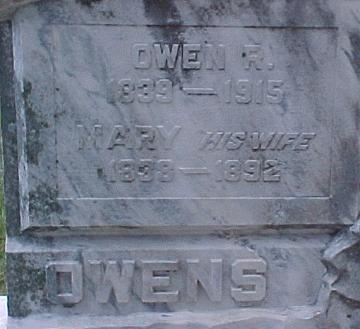 OWEN R.
1839-1915
MARY HIS WIFE
1838-1892
OWENS